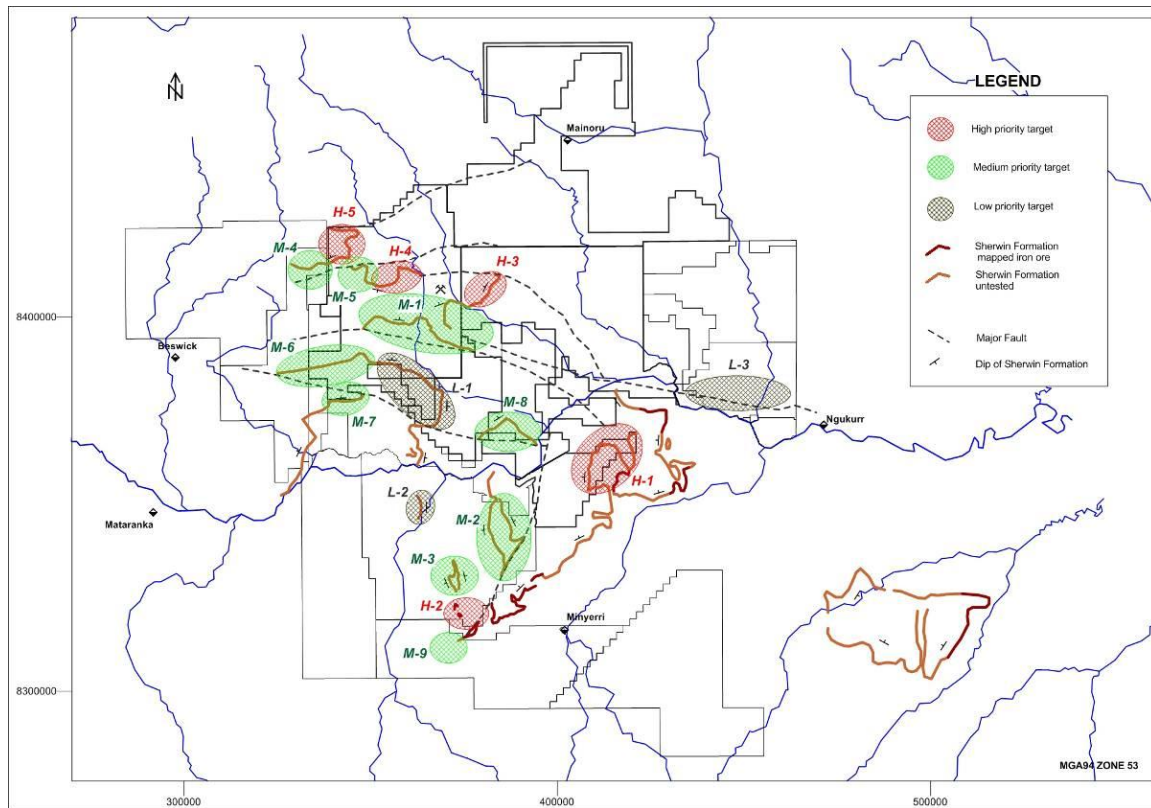 N
LEGEND
High priority target
Medium priority target
Low priority target
Sherwin Formation
mapped iron ore
Sherwin Formation
untested
Major Fault
Dip of Sherwin Formation
Mainoru
H-5
M-4
H-4
H-3
M-5
M-1
8400000
Beswick
M-6
L-1
L-3
M-7
M-8
Ngukurr
H-1
L-2
Mataranka
M-2
M-3
H-2
Minyerri
M-9
8300000
MGA94 ZONE 53
300000
400000
500000